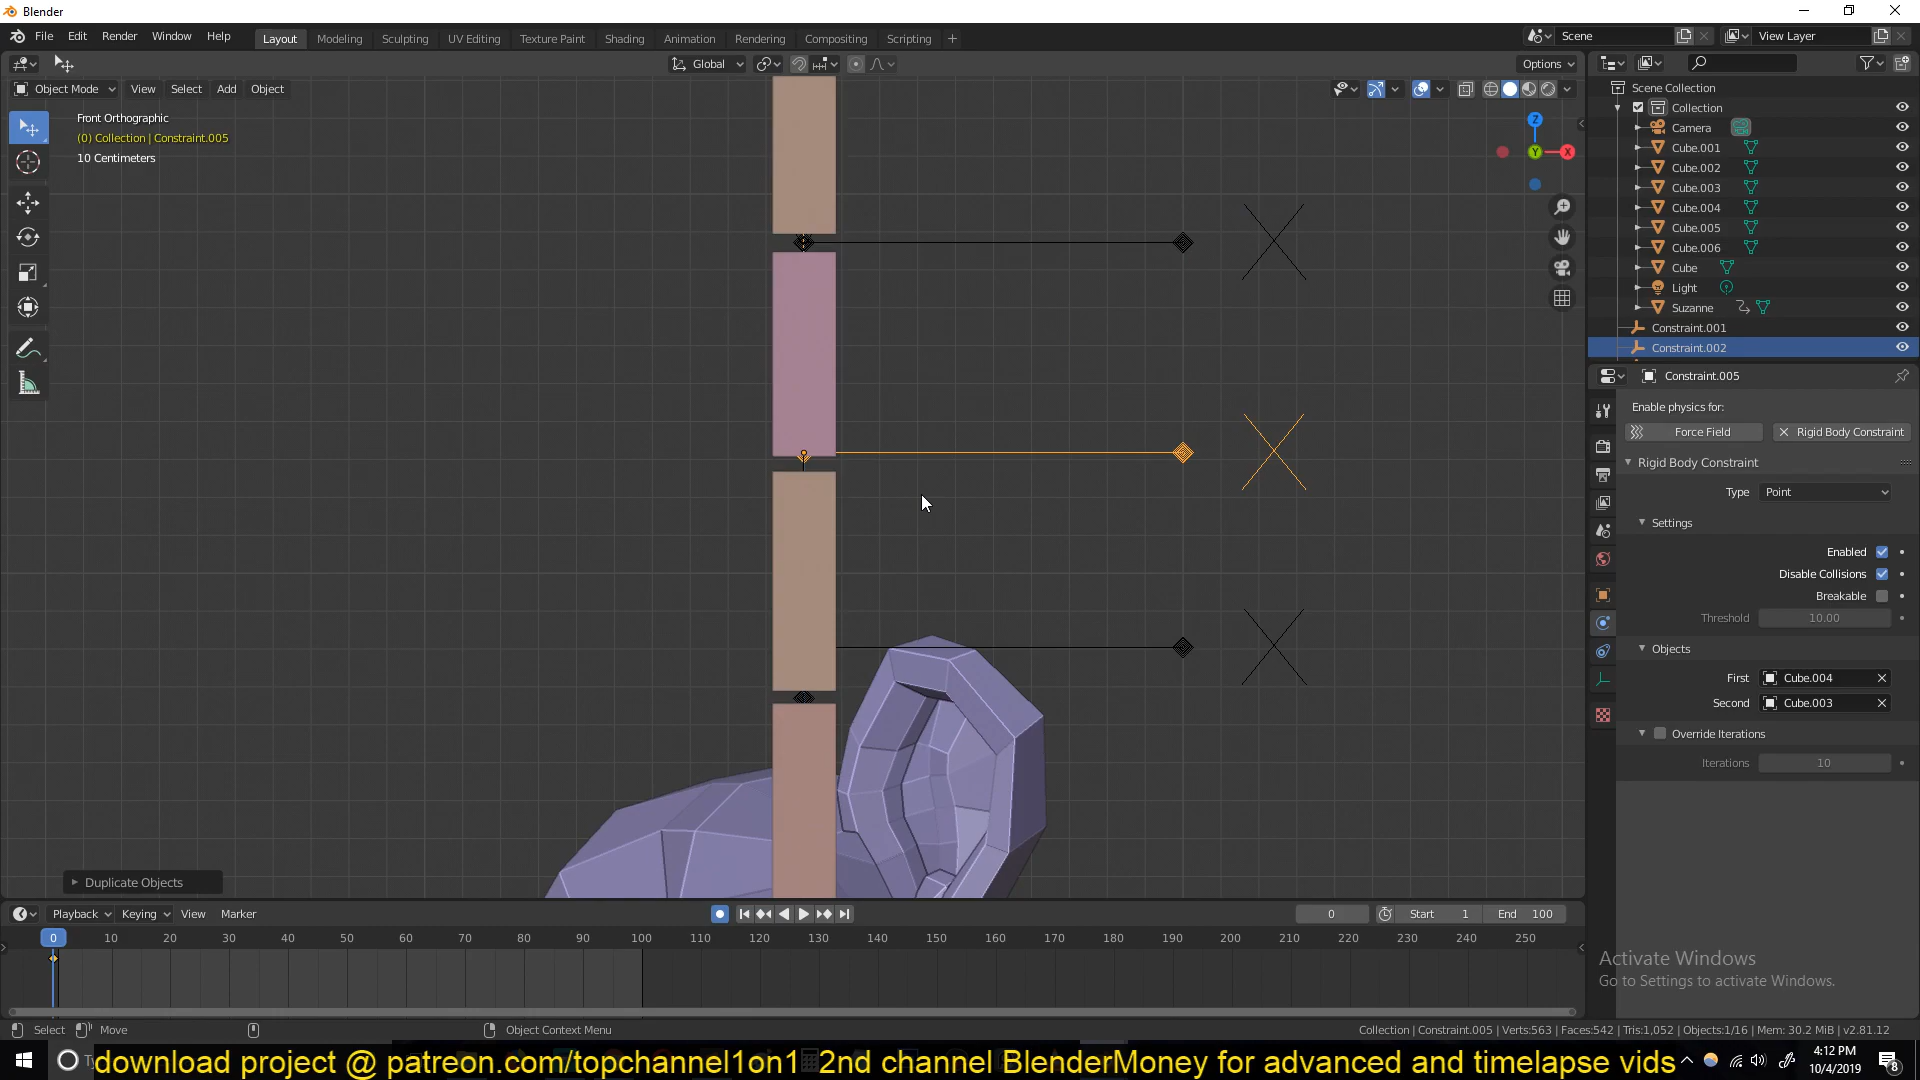 Blender
File Edit Render Window Help
Layout Modeling Sculpting UV Editing Texture Paint Shading Animation Rendering Compositing Scripting +
Scene
View Layer
Global
Options
Object Mode View Select Add Object
Front Orthographic
(0) Collection | Constraint.005
10 Centimeters
Z
Y
X
Scene Collection
Collection
Camera
Cube.001
Cube.002
Cube.003
Cube.004
Cube.005
Cube.006
Cube
Light
Suzanne
Constraint.001
Constraint.002
Constraint.005
Enable physics for:
Force Field
Rigid Body Constraint
Rigid Body Constraint
Type Point
Settings
Enabled
Disable Collisions
Breakable
Threshold 10.00
Objects
First Cube.004
Second Cube.003
Override Iterations
Iterations 10
Duplicate Objects
Playback Keying View Marker
0
Start 1
End 100
0 10 20 30 40 50 60 70 80 90 100 110 120 130 140 150 160 170 180 190 200 210 220 230 240 250
Activate Windows
Go to Settings to activate Windows.
Select Move Object Context Menu
Collection | Constraint.005 | Verts:563 | Faces:542 | Tris:1,052 | Objects:1/16 | Mem: 30.2 MiB | v2.81.12
download project @ patreon.com/topchannel1on1 2nd channel BlenderMoney for advanced and timelapse vids
4:12 PM
10/4/2019
8